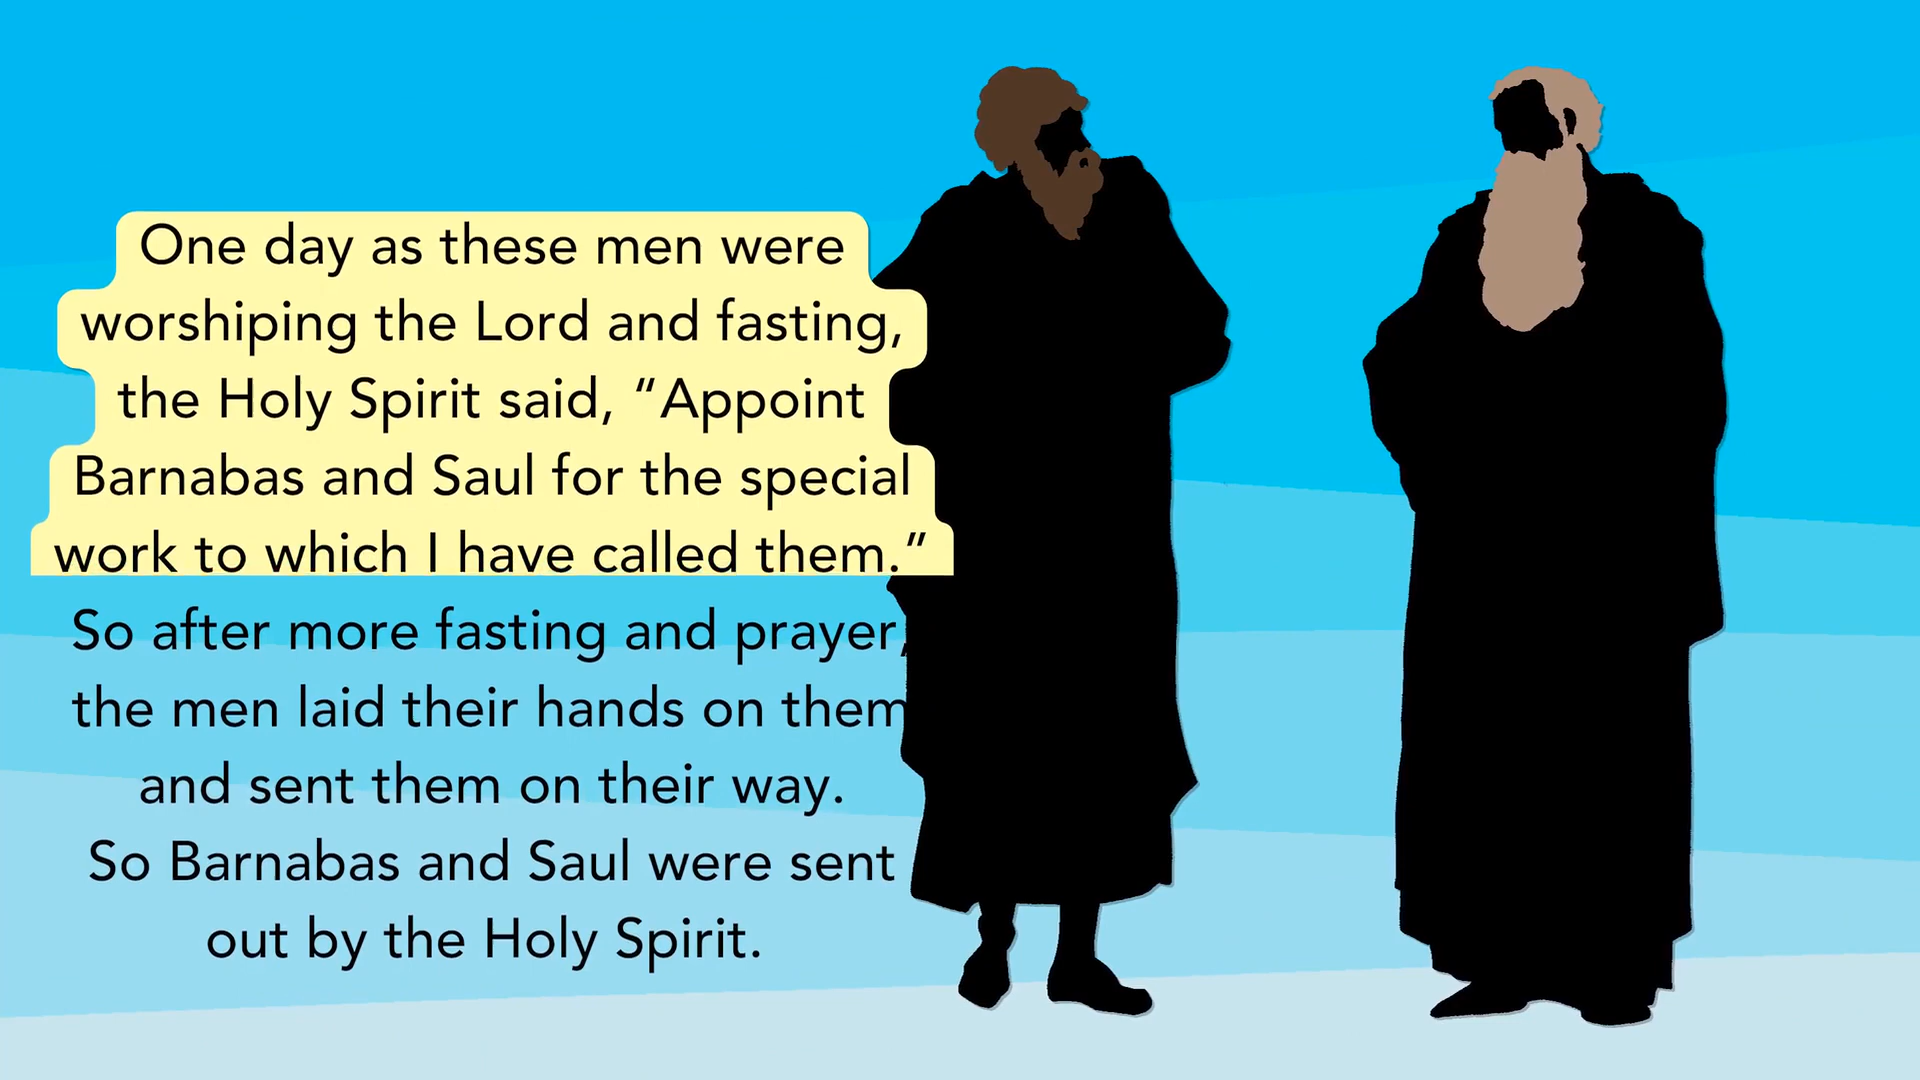 One day as these men were
worshiping the Lord and fasting,
the Holy Spirit said, “Appoint
Barnabas and Saul for the special
work to which I have called them.”
So after more fasting and prayer,
the men laid their hands on them
and sent them on their way.
So Barnabas and Saul were sent
out by the Holy Spirit.